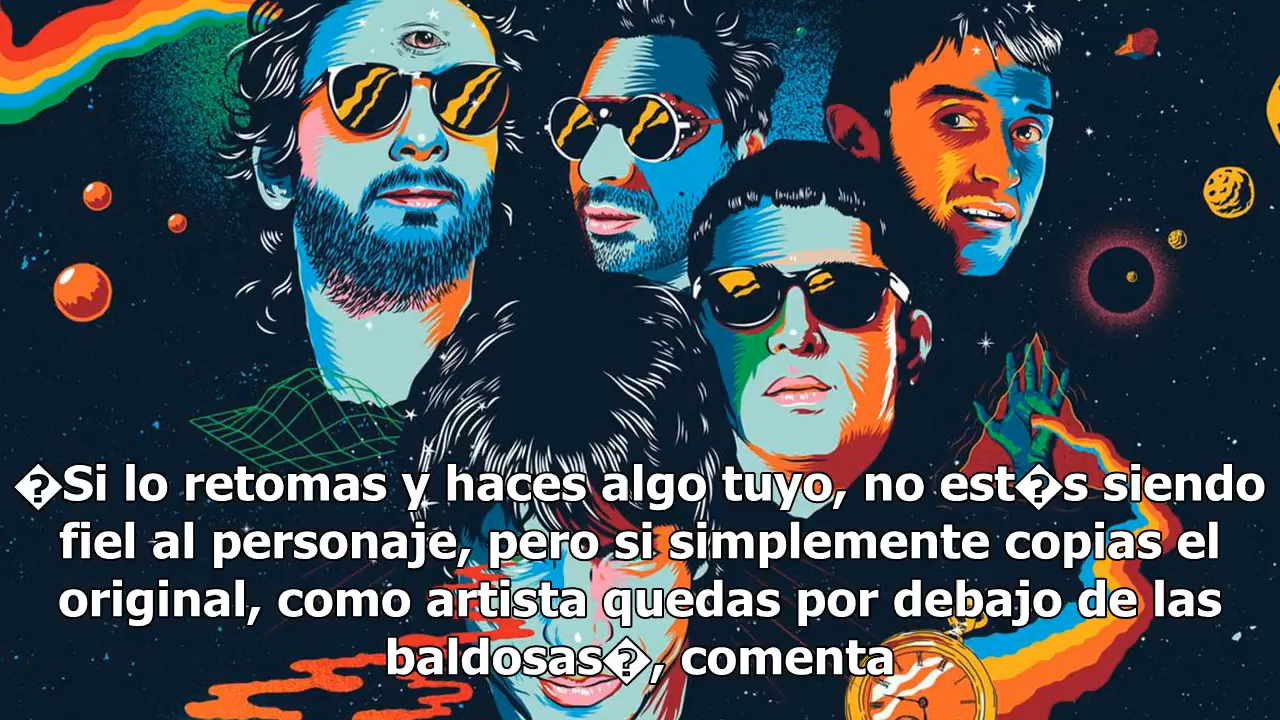 �Si lo retomas y haces algo tuyo, no est�s siendo
fiel al personaje, pero si simplemente copias el
original, como artista quedas por debajo de las
baldosas�, comenta